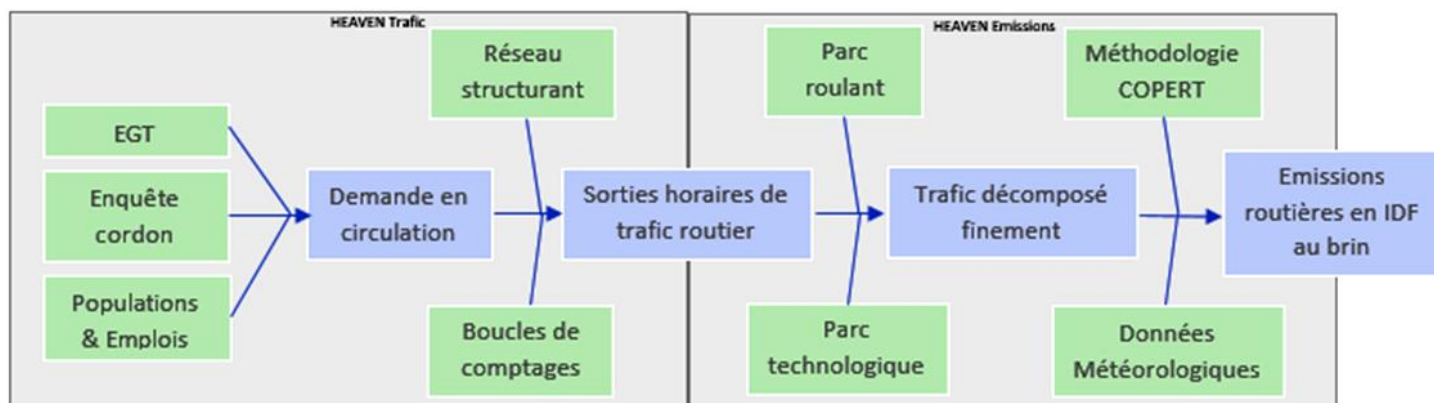 HEAVEN Trafic
HEAVEN Emissions
Réseau
structurant
Parc
roulant
Méthodologie
COPERT
EGT
Enquête
cordon
Populations
& Emplois
Demande en
circulation
Sorties horaires de
trafic routier
Trafic décomposé
finement
Emissions
routières en IDF
au brin
Boucles de
comptages
Parc
technologique
Données
Météorologiques